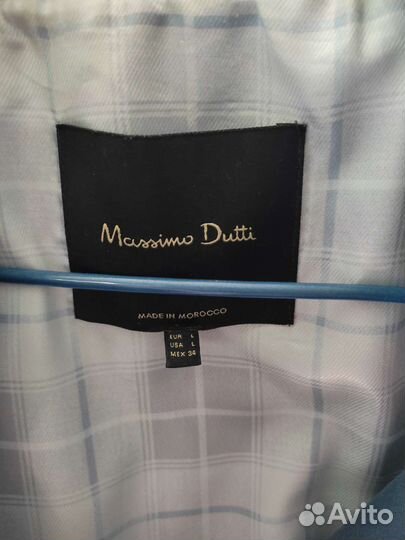 Massimo Dutti
MADE IN MOROCCO
EUR L
USA L
MEX 34
Avito